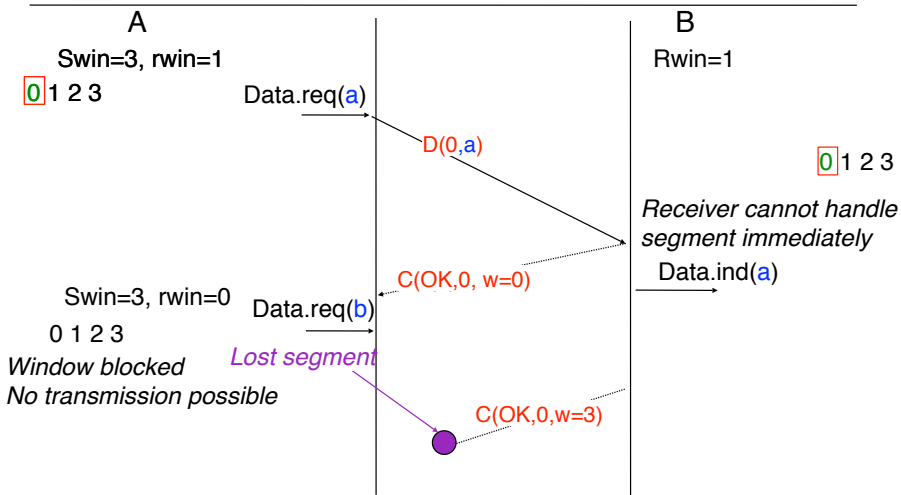 A
B
Swin=3, rwin=1
Rwin=1
0 1 2 3
Data.req(a)
D(0,a)
0 1 2 3
Receiver cannot handle
segment immediately
C(OK,0, w=0)
Data.ind(a)
Swin=3, rwin=0
Data.req(b)
0 1 2 3
Lost segment
Window blocked
No transmission possible
C(OK,0,w=3)